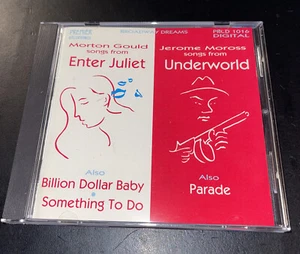 BROADWAY DREAMS
PRLD 1016
DIGITAL
Morton Gould
songs from
Enter Juliet
Also
Billion Dollar Baby
Something To Do
Jerome Moross
songs from
Underworld
Also
Parade